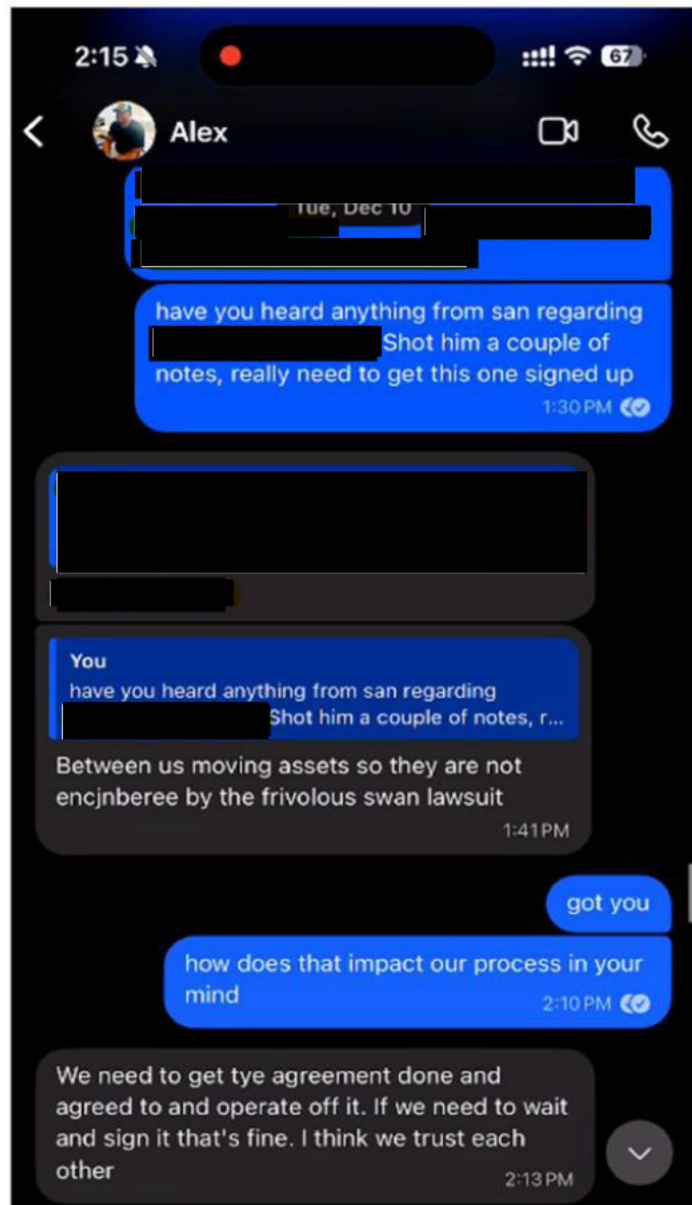 2:15
67
Alex
Tue, Dec 10
have you heard anything from san regarding
Shot him a couple of
notes, really need to get this one signed up
1:30 PM
You
have you heard anything from san regarding
Shot him a couple of notes, r...
Between us moving assets so they are not
encjnberee by the frivolous swan lawsuit
1:41 PM
got you
how does that impact our process in your
mind
2:10 PM
We need to get tye agreement done and
agreed to and operate off it. If we need to wait
and sign it that's fine. I think we trust each
other
2:13 PM